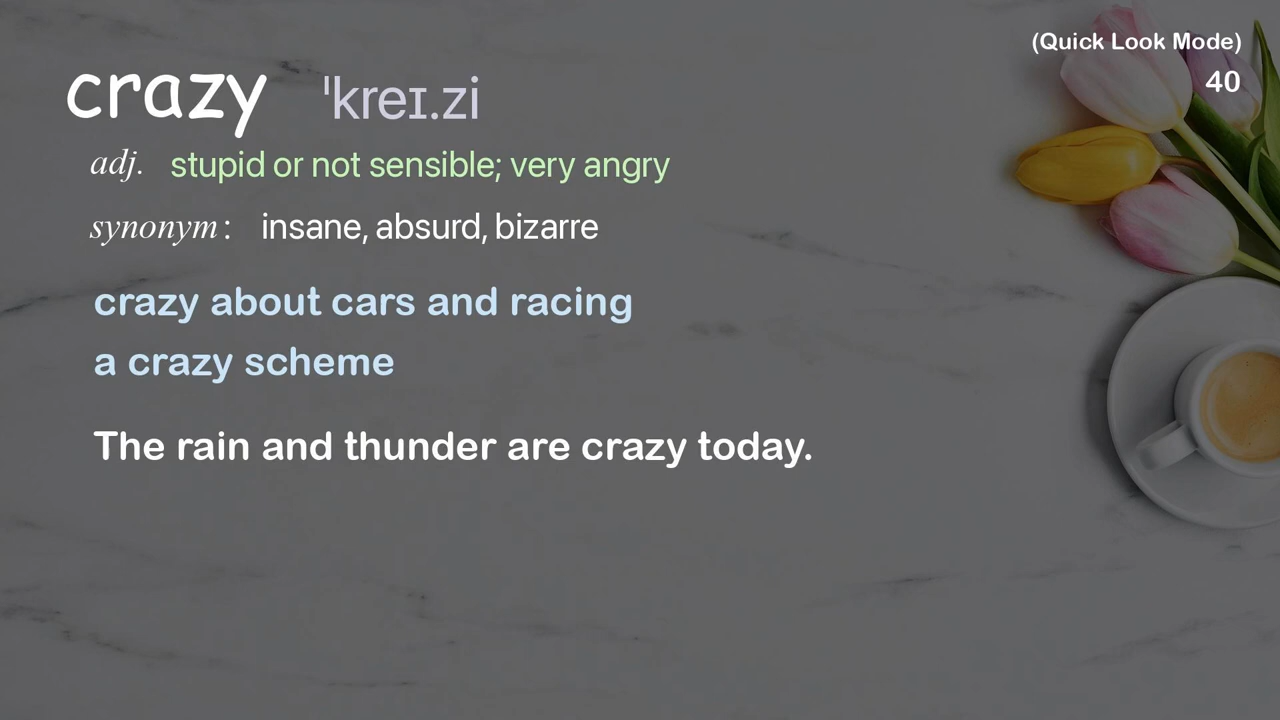 (Quick Look Mode)
40
crazy ˈkreɪ.zi
adj. stupid or not sensible; very angry
synonym: insane, absurd, bizarre
crazy about cars and racing
a crazy scheme
The rain and thunder are crazy today.